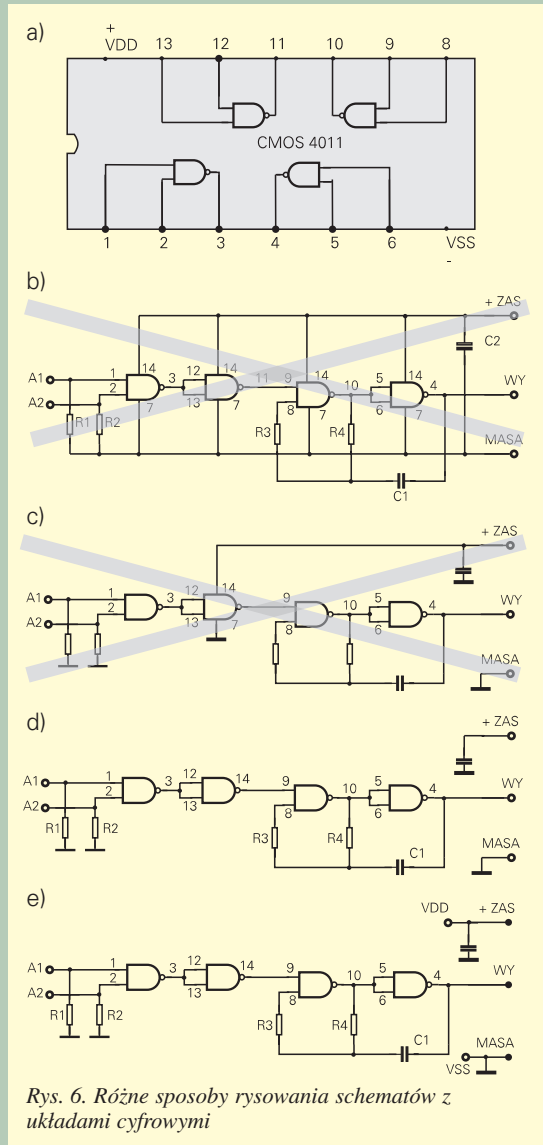 a)
+
VDD 13 12 11 10 9 8
CMOS 4011
1 2 3 4 5 6 VSS
-
b)
+ ZAS
C2
14 14 14 14
A1 1 3 12 11 9 10 5 4 WY
A2 2 13 8 6
7 7 7 7
R1 R2 R3 R4
MASA
C1
c)
+ ZAS
14
A1 1 3 12 9 10 5 4 WY
A2 2 13 8 6
7
MASA
d)
+ ZAS
A1 1 3 12 14 9 10 5 4 WY
A2 2 13 8 6
R1 R2 R3 R4 C1 MASA
e)
VDD + ZAS
A1 1 3 12 14 9 10 5 4 WY
A2 2 13 8 6
R1 R2 R3 R4 C1 MASA
VSS
Rys. 6. Różne sposoby rysowania schematów z
układami cyfrowymi